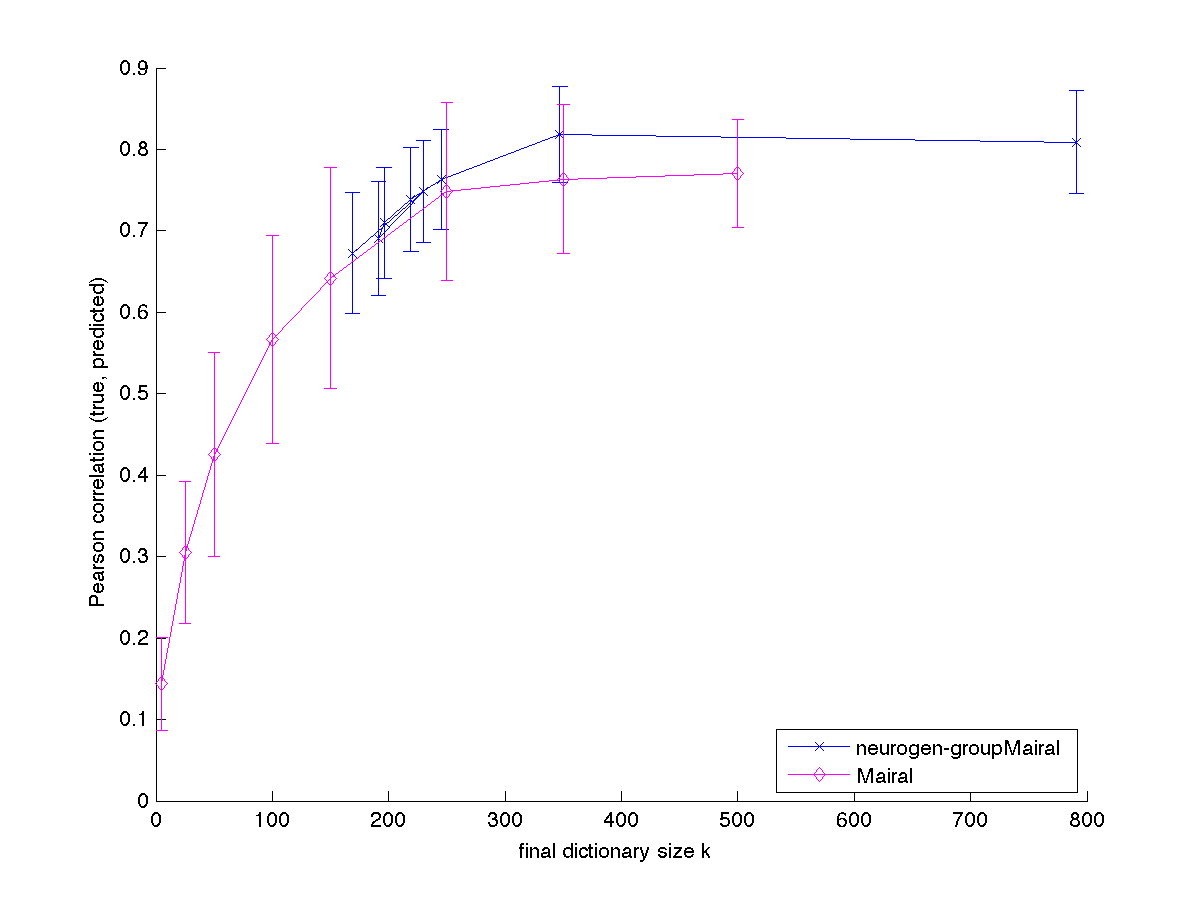 0.9
0.8
0.7
0.6
0.5
0.4
0.3
0.2
0.1
0
Pearson correlation (true, predicted)
neurogen-groupMairal
Mairal
0 100 200 300 400 500 600 700 800
final dictionary size k